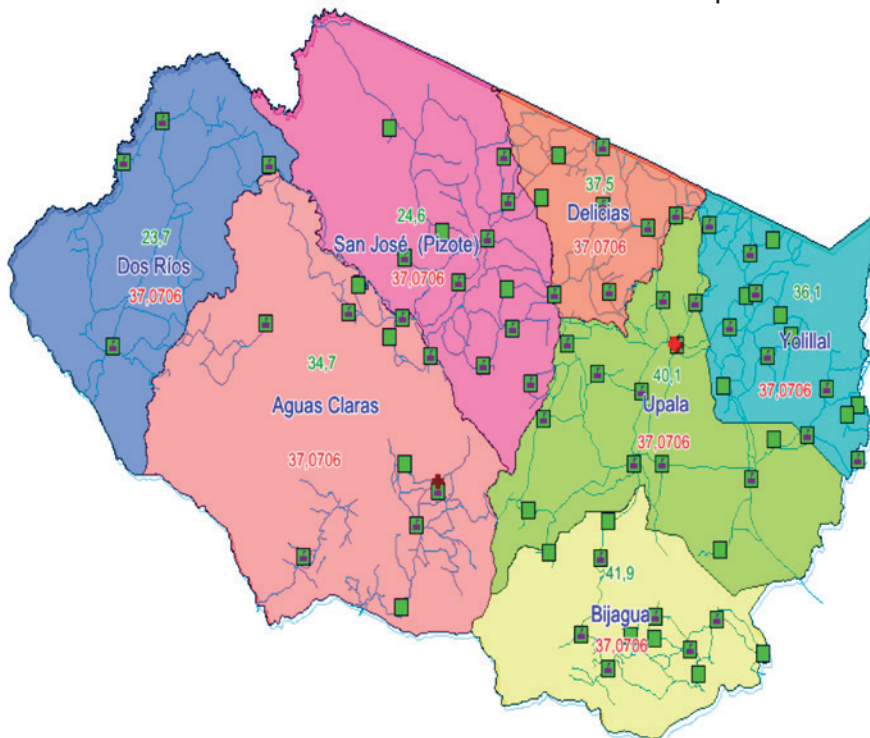 37,5
Delicias
37,0706
24,6
San José (Pizote)
37,0706
23,7
Dos Ríos
37,0706
36,1
Yolillal
37,0706
34,7
Aguas Claras
37,0706
40,1
Upala
37,0706
41,9
Bijagua
37,0706